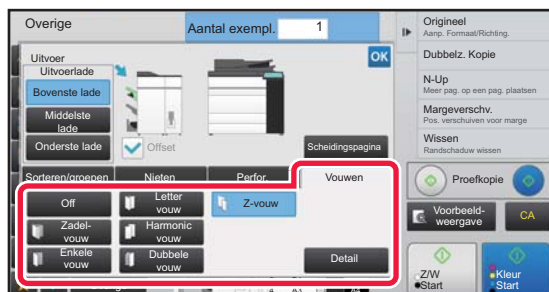 Overige
Aantal exempl.
1
Uitvoer
OK
Uitvoerlade
Bovenste lade
Middelste
lade
Onderste lade
Offset
Scheidingspagina
Sorteren/groepen
Nieten
Perfor.
Vouwen
Off
Letter
vouw
Z-vouw
Zadel-
vouw
Harmonic
vouw
Enkele
vouw
Dubbele
vouw
Detail
Origineel
Aanp. Formaat/Richting.
Dubbelz. Kopie
N-Up
Meer pag. op een pag. plaatsen
Margeverschv.
Pos. verschuiven voor marge
Wissen
Randschaduw wissen
Proefkopie
Voorbeeld-
weergave
CA
Z/W
Start
Kleur
Start